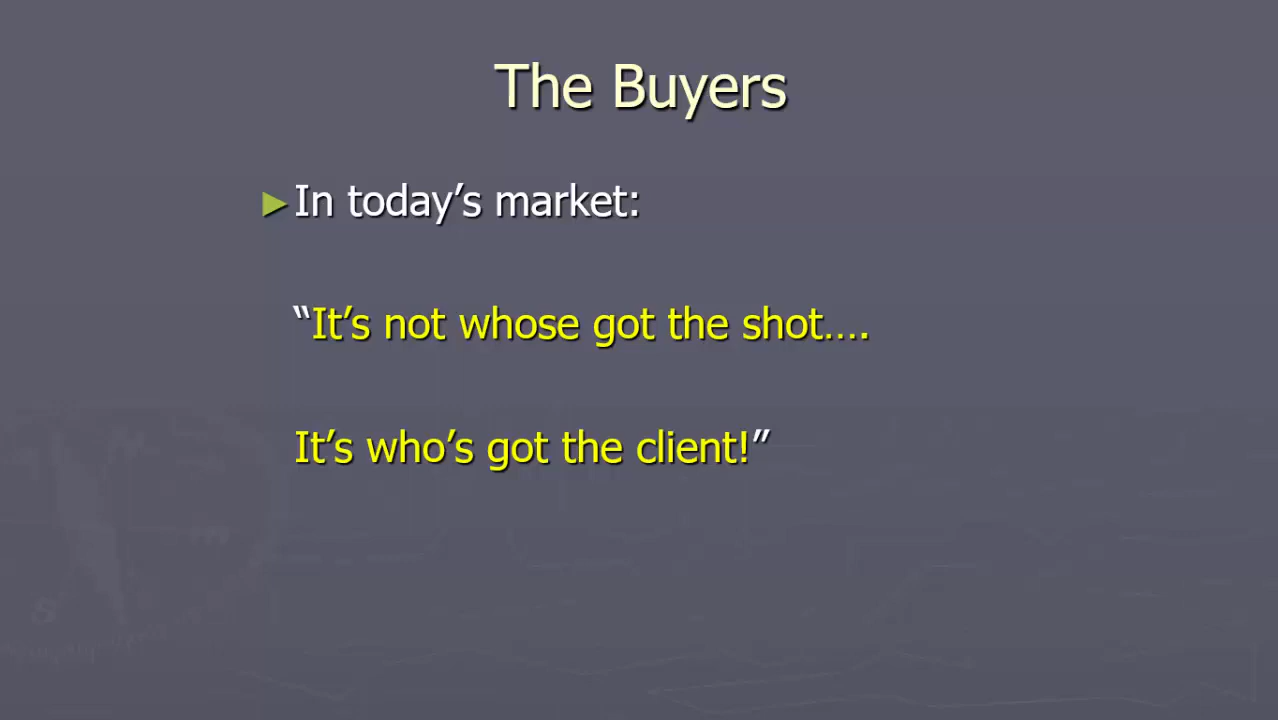 The Buyers
►In today’s market:
“It’s not whose got the shot….
It’s who’s got the client!”